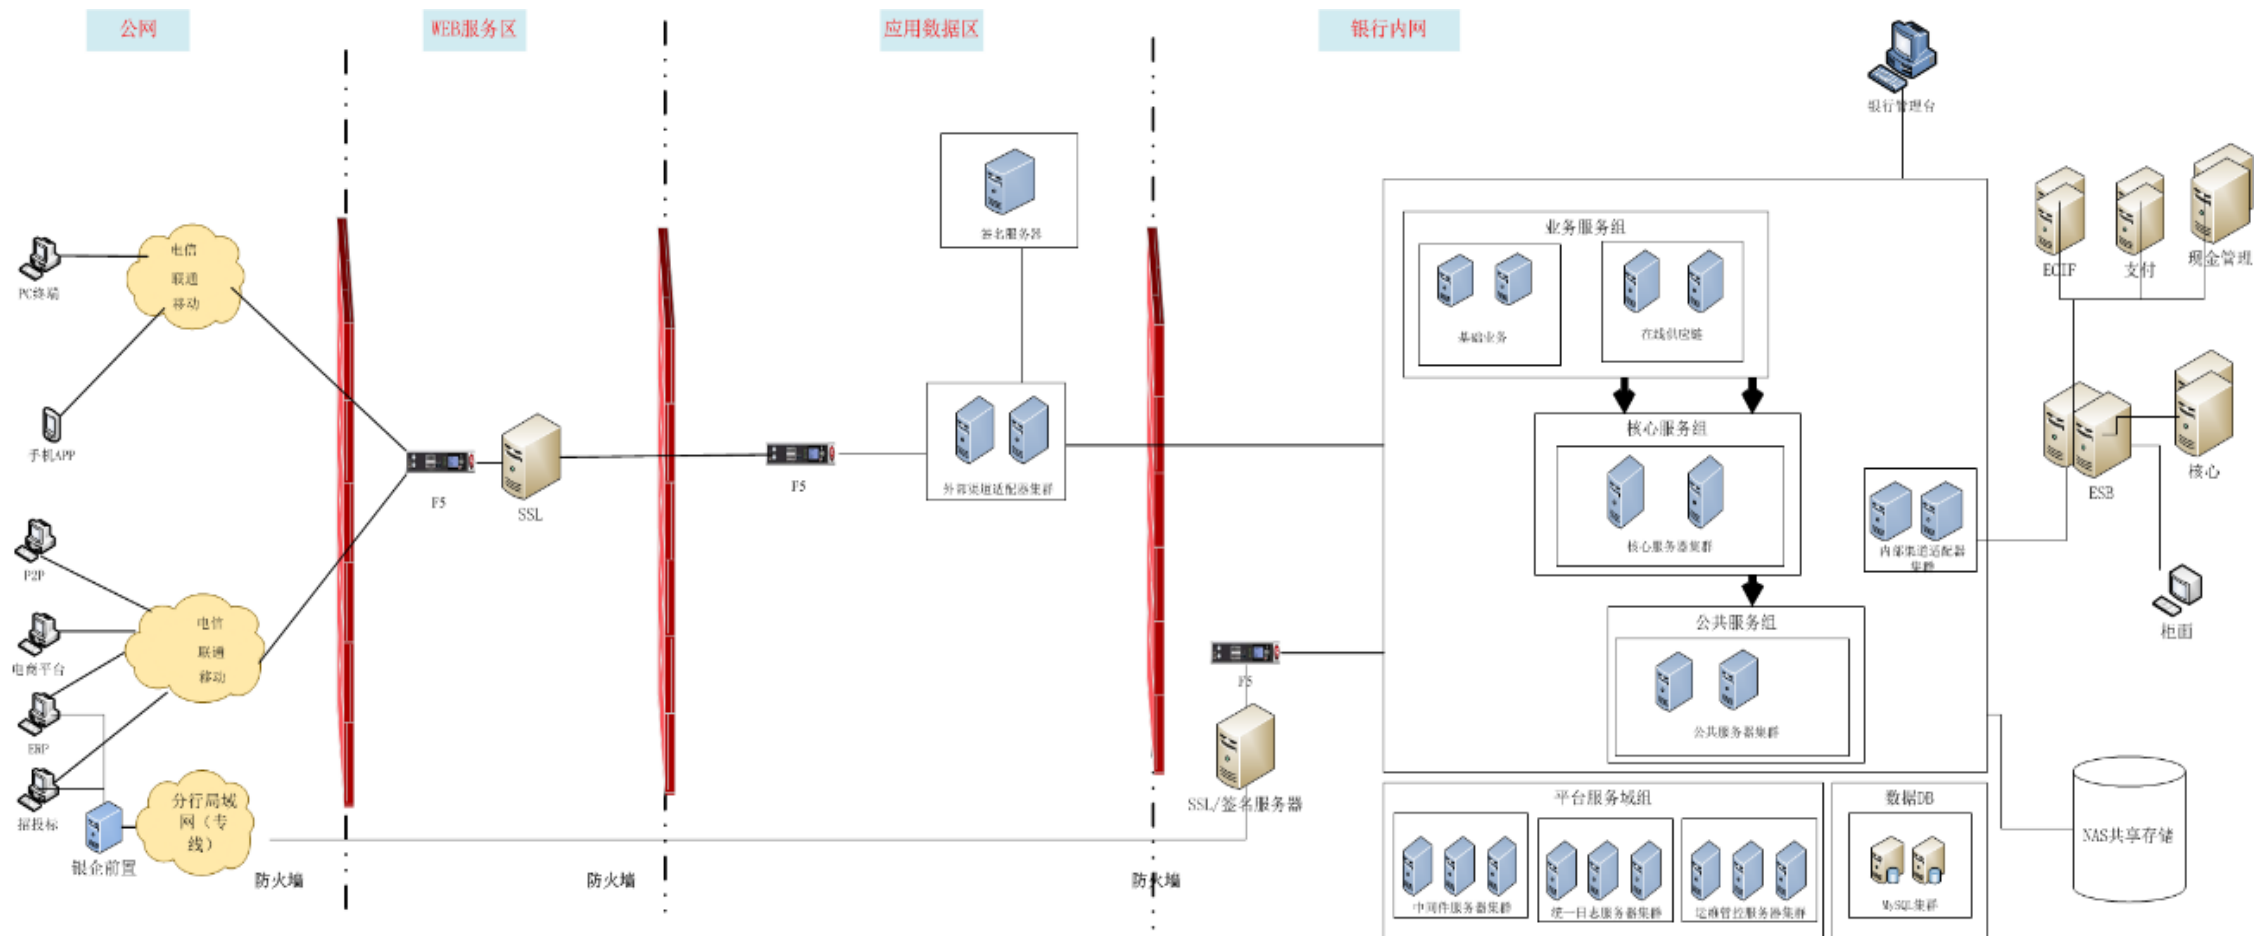 公网
WEB服务区
应用数据区
银行内网
银行管理台
签名服务器
电信
联通
移动
PC终端
手机APP
F5
SSL
F5
外部渠道适配器集群
业务服务组
基础业务
在线供应链
核心服务组
核心服务器集群
内部渠道适配器
集群
公共服务组
公共服务器集群
ECIF
支付
现金管理
ESB
核心
柜面
P2P
电商平台
ERP
招投标
电信
联通
移动
银企前置
分行局域
网（专
线）
F5
SSL/签名服务器
防火墙
防火墙
防火墙
平台服务域组
中间件服务器集群
统一日志服务器集群
运维管控服务器集群
数据DB
MySQL集群
NAS共享存储